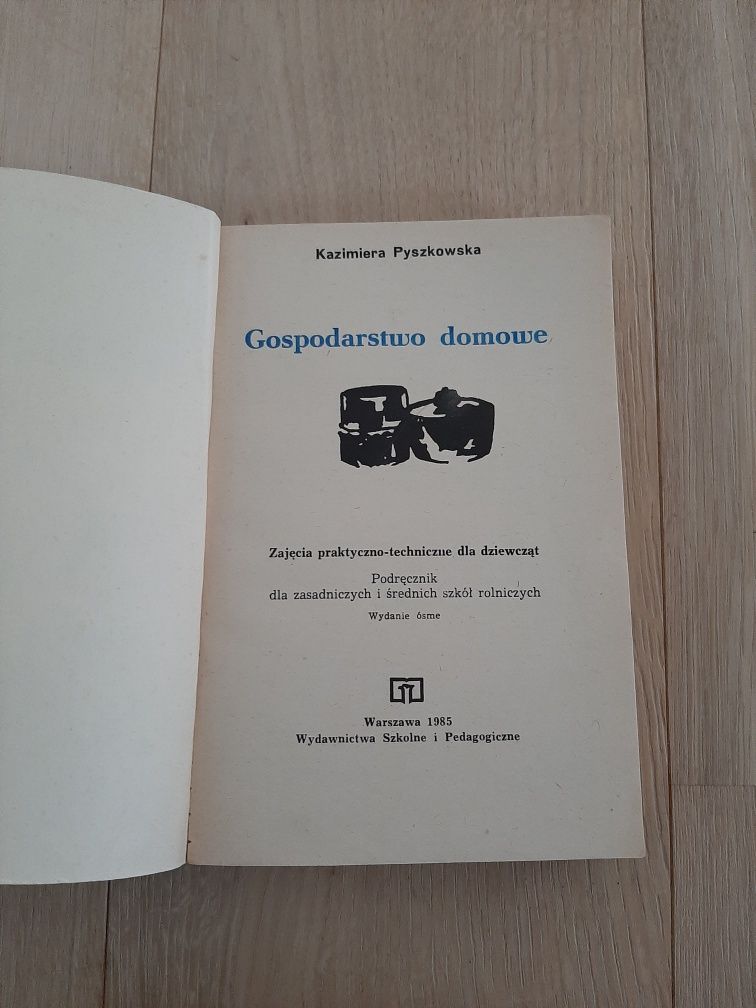 Kazimiera Pyszkowska
Gospodarstwo domowe
Zajęcia praktyczno-techniczne dla dziewcząt
Podręcznik
dla zasadniczych i średnich szkół rolniczych
Wydanie ósme
Warszawa 1985
Wydawnictwa Szkolne i Pedagogiczne